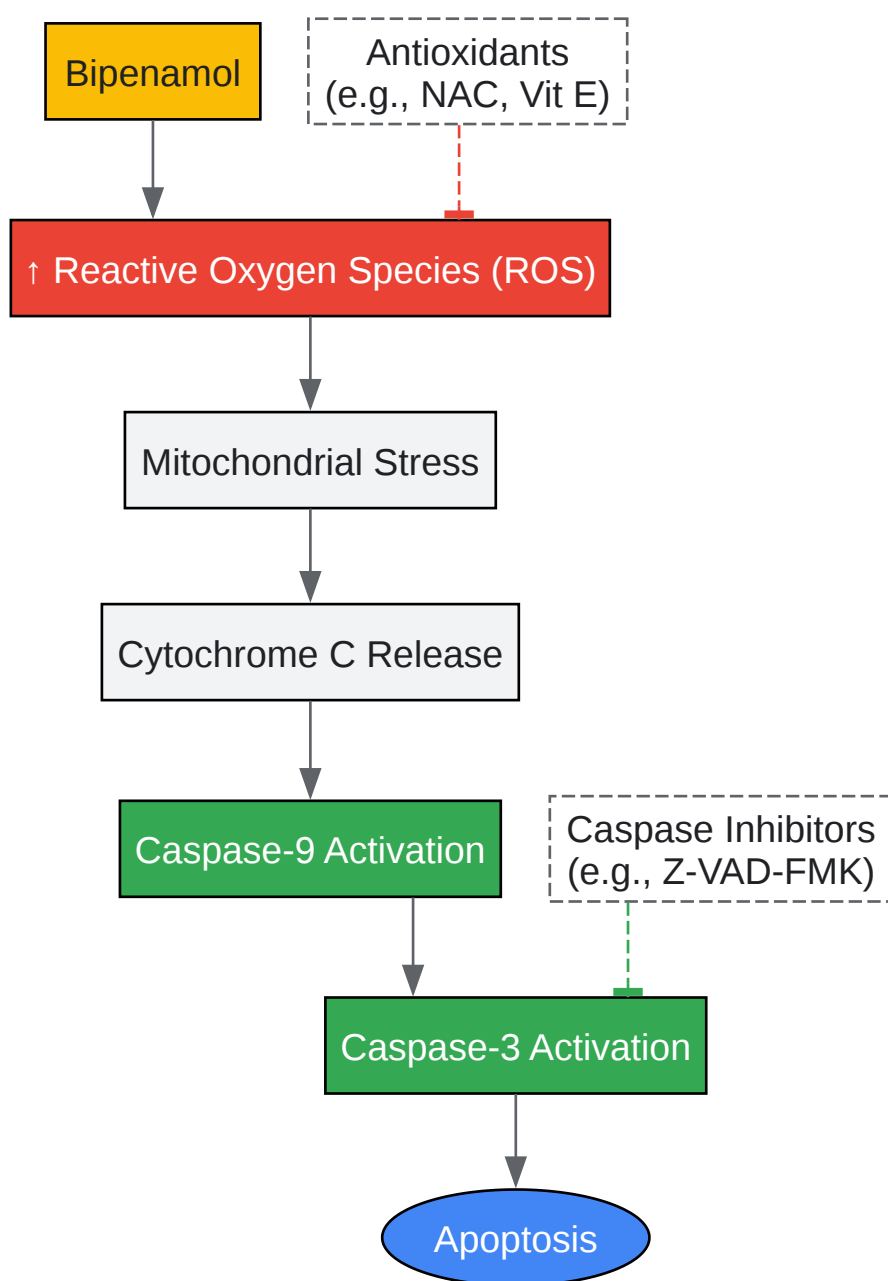 Bipenamol
Antioxidants
(e.g., NAC, Vit E)
↑ Reactive Oxygen Species (ROS)
Mitochondrial Stress
Cytochrome C Release
Caspase-9 Activation
Caspase Inhibitors
(e.g., Z-VAD-FMK)
Caspase-3 Activation
Apoptosis